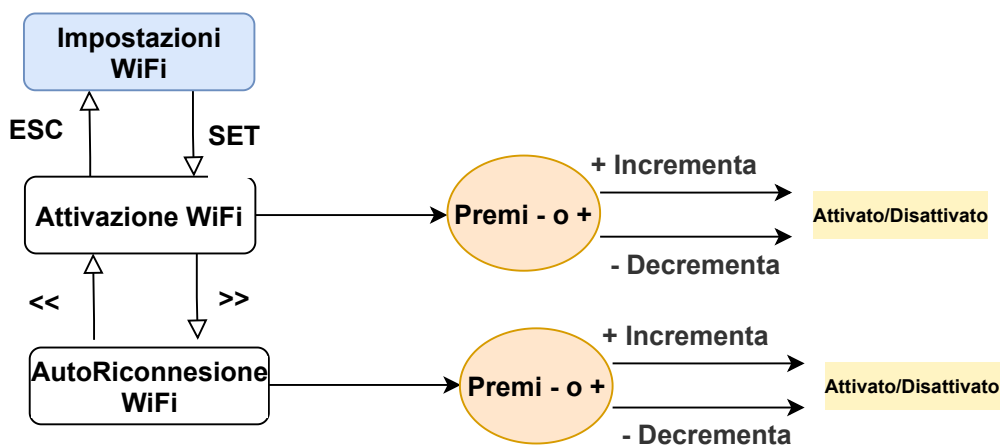 Impostazioni
WiFi
ESC
SET
Attivazione WiFi
Premi - o +
+ Incrementa
- Decrementa
Attivato/Disattivato
<<
>>
AutoRiconnesione
WiFi
Premi - o +
+ Incrementa
- Decrementa
Attivato/Disattivato